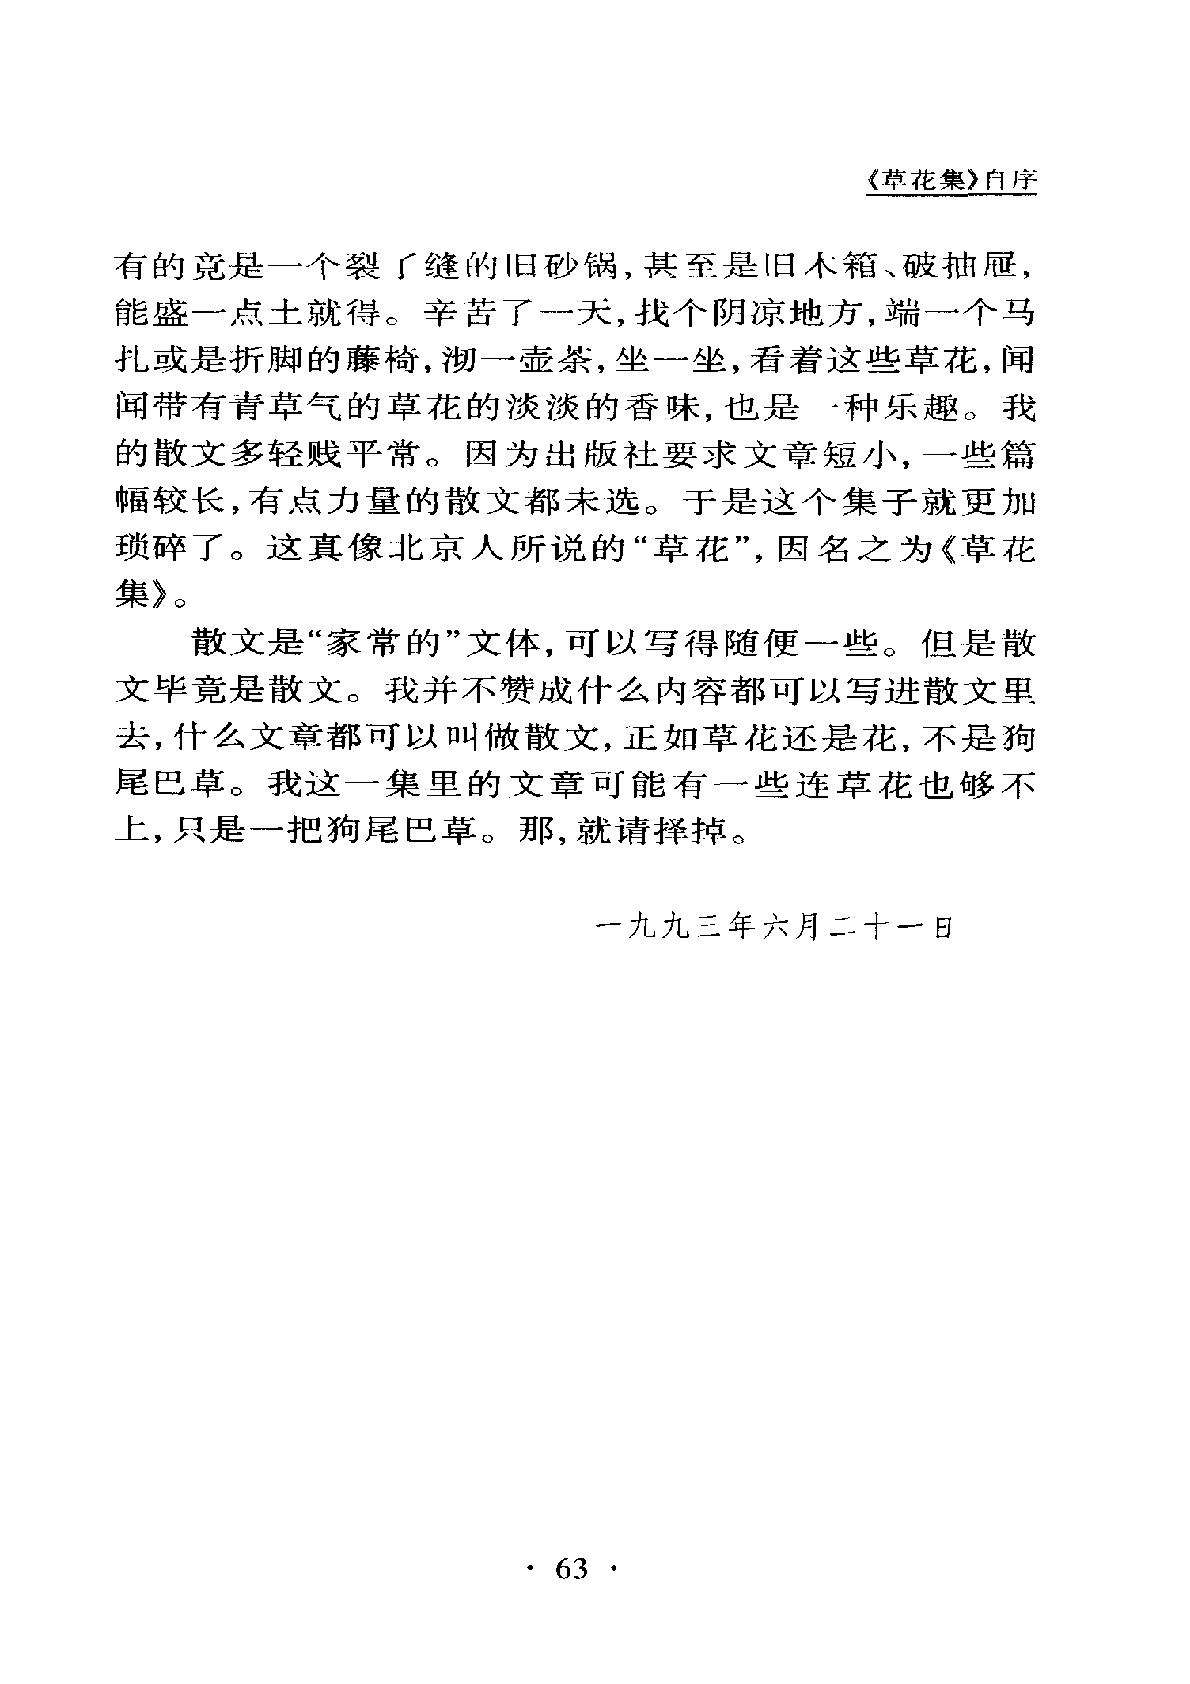 《草花集》自序
有的竟是一个裂了缝的旧砂锅,甚至是旧木箱、破抽屉,
能盛一点土就得。辛苦了一天,找个阴凉地方,端一个马
扎或是折脚的藤椅,沏一壶茶,坐一坐,看着这些草花,闻
闻带有青草气的草花的淡淡的香味,也是一种乐趣。我
的散文多轻贱平常。因为出版社要求文章短小,一些篇
幅较长,有点力量的散文都未选。于是这个集子就更加
琐碎了。这真像北京人所说的“草花”,因名之为《草花
集》。
散文是“家常的”文体,可以写得随便一些。但是散
文毕竟是散文。我并不赞成什么内容都可以写进散文里
去,什么文章都可以叫做散文,正如草花还是花,不是狗
尾巴草。我这一集里的文章可能有一些连草花也够不
上,只是一把狗尾巴草。那,就请择掉。
一九九三年六月二十一日
· 63 ·